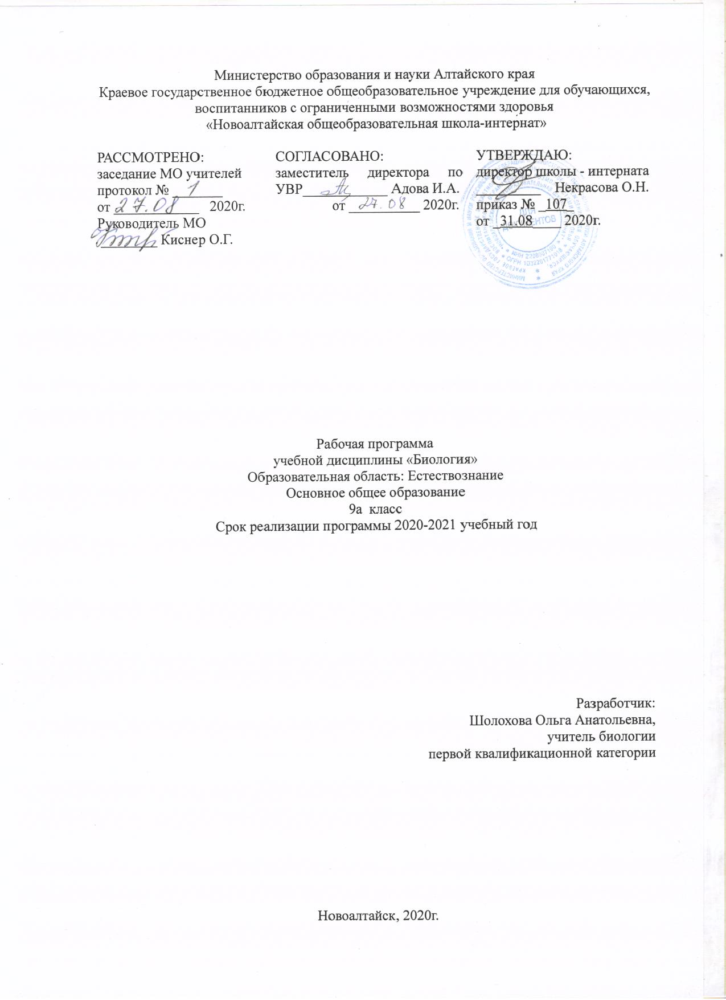 Министерство образования и науки Алтайского края
Краевое государственное бюджетное общеобразовательное учреждение для обучающихся,
воспитанников с ограниченными возможностями здоровья
«Новоалтайская общеобразовательная школа-интернат»
РАССМОТРЕНО:
заседание МО учителей
протокол № 1
от 27.08 2020г.
Руководитель МО
Киснер О.Г.
СОГЛАСОВАНО:
заместитель директора по
УВР Адова И.А.
от 27.08 2020г.
УТВЕРЖДАЮ:
директор школы - интерната
Некрасова О.Н.
приказ № 107
от 31.08 2020г.
ДЛЯ
ДОКУМЕНТОВ
Рабочая программа
учебной дисциплины «Биология»
Образовательная область: Естествознание
Основное общее образование
9а класс
Срок реализации программы 2020-2021 учебный год
Разработчик:
Шолохова Ольга Анатольевна,
учитель биологии
первой квалификационной категории
Новоалтайск, 2020г.